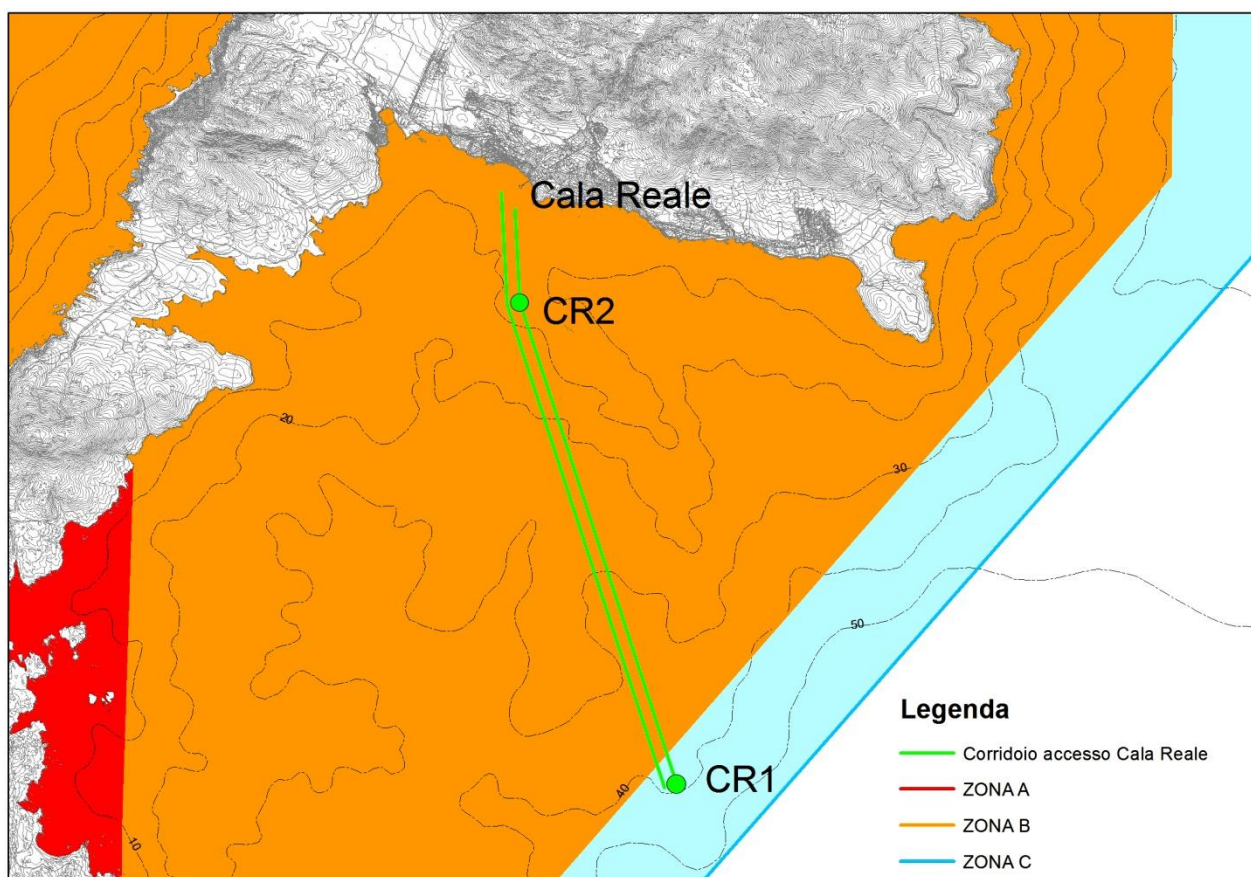 Cala Reale
CR2
20
30
50
Legenda
Corridoio accesso Cala Reale
CR1
ZONA A
40
ZONA B
10
ZONA C